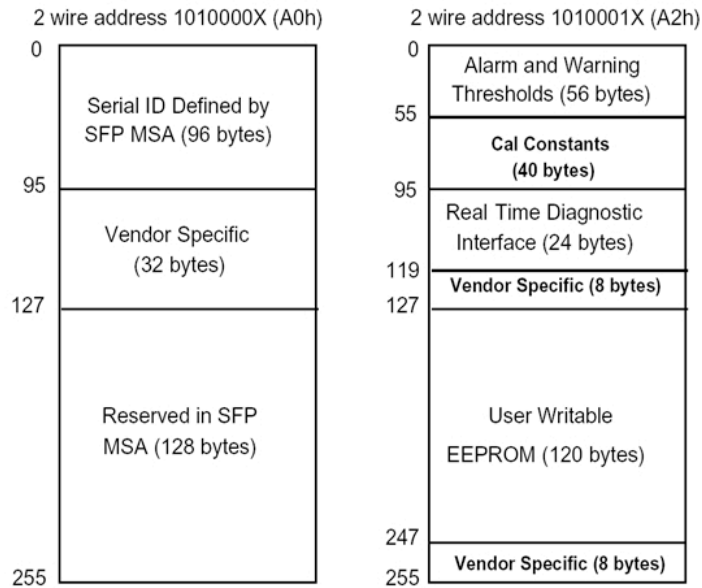 2 wire address 1010000X (A0h)
0
Serial ID Defined by
SFP MSA (96 bytes)
95
Vendor Specific
(32 bytes)
127
Reserved in SFP
MSA (128 bytes)
255
2 wire address 1010001X (A2h)
0
Alarm and Warning
Thresholds (56 bytes)
55
Cal Constants
(40 bytes)
95
Real Time Diagnostic
Interface (24 bytes)
119
Vendor Specific (8 bytes)
127
User Writable
EEPROM (120 bytes)
247
Vendor Specific (8 bytes)
255